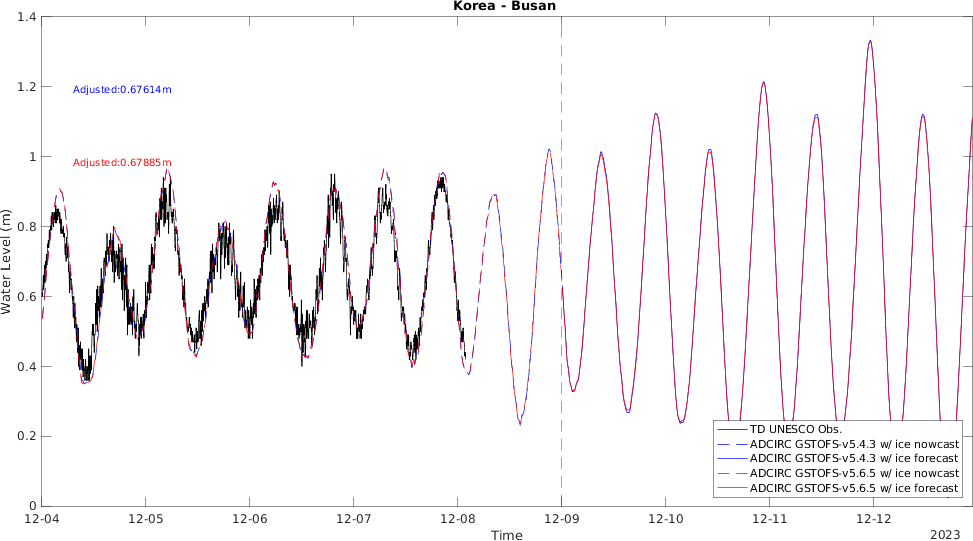 Korea - Busan
1.4
1.2
1
0.8
0.6
0.4
0.2
0
Water Level (m)
Adjusted:0.67614m
Adjusted:0.67885m
TD UNESCO Obs.
ADCIRC GSTOFS-v5.4.3 w/ ice nowcast
ADCIRC GSTOFS-v5.4.3 w/ ice forecast
ADCIRC GSTOFS-v5.6.5 w/ ice nowcast
ADCIRC GSTOFS-v5.6.5 w/ ice forecast
12-04 12-05 12-06 12-07 12-08 12-09 12-10 12-11 12-12
Time
2023